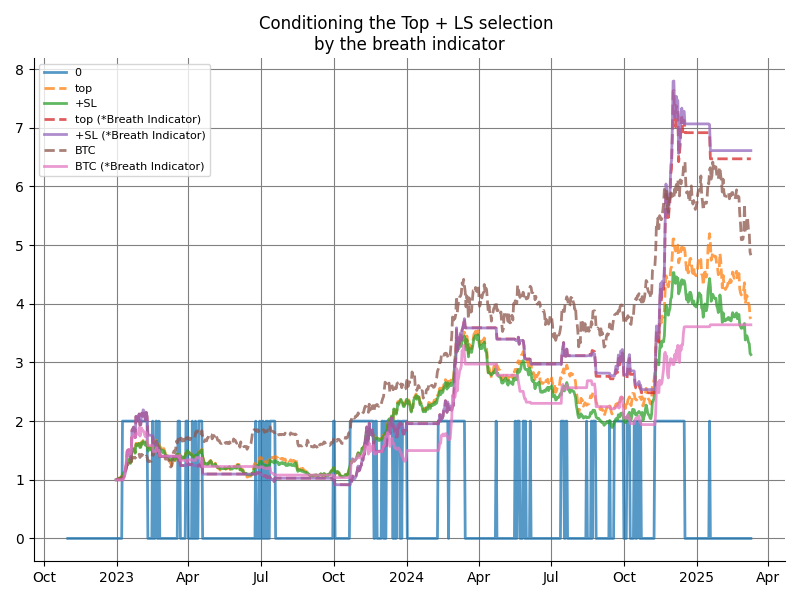 Conditioning the Top + LS selection
by the breath indicator
0
top
+SL
top (*Breath Indicator)
+SL (*Breath Indicator)
BTC
BTC (*Breath Indicator)
8
7
6
5
4
3
2
1
0
Oct
2023
Apr
Jul
Oct
2024
Apr
Jul
Oct
2025
Apr